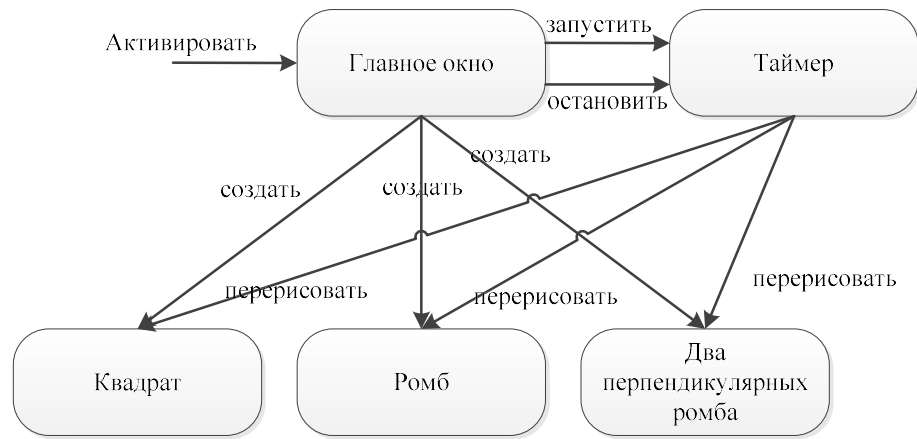 запустить
Активировать
Главное окно
Таймер
остановить
создать
создать
создать
перерисовать
перерисовать
перерисовать
Квадрат
Ромб
Два
перпендикулярных
ромба